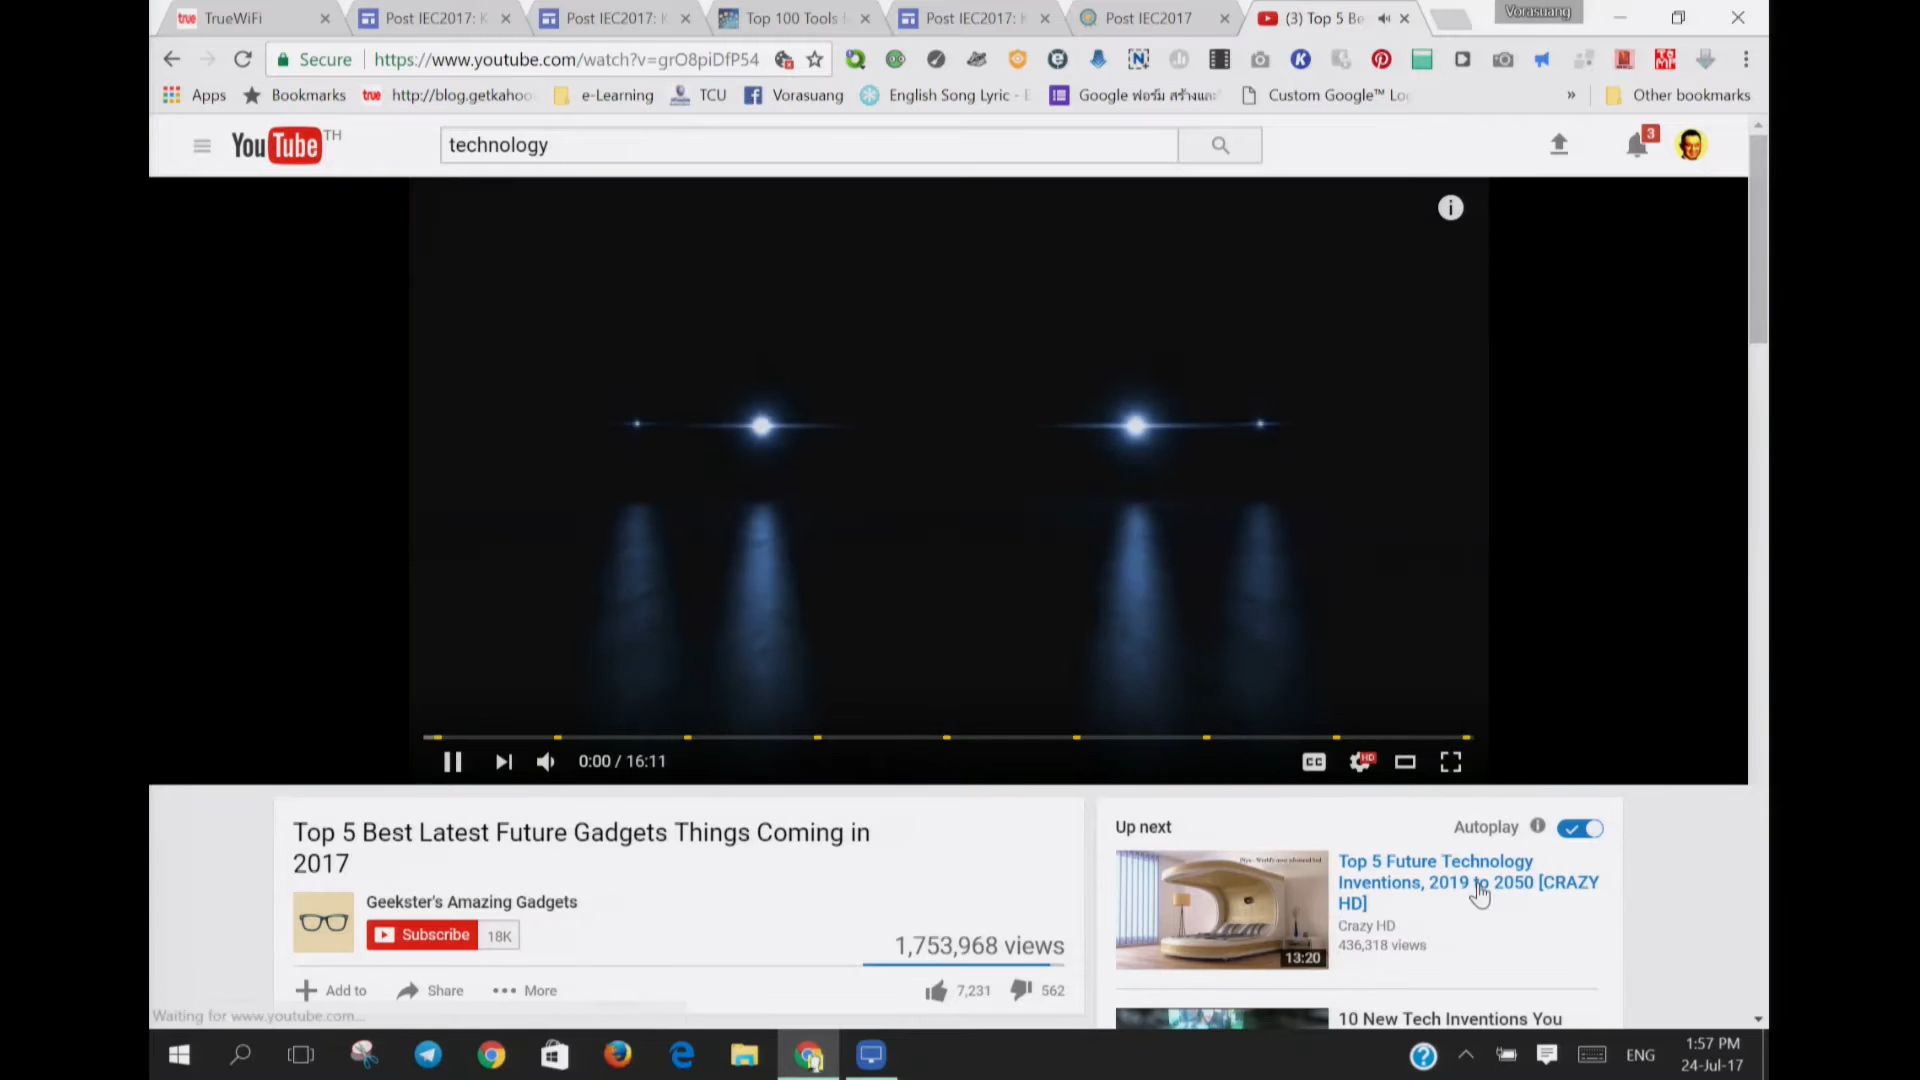 true TrueWiFi
Post IEC2017: K
Post IEC2017: K
Top 100 Tools
Post IEC2017:
Post IEC2017
(3) Top 5 Be
Vorasuang
Secure https://www.youtube.com/watch?v=grO8piDfP54
Apps
Bookmarks
true http://blog.getkahoo
e-Learning
TCU
Vorasuang
English Song Lyric -
Google ฟอร์ม สร้างและ
Custom Google™ Lo
»
Other bookmarks
YouTube TH
technology
3
0:00 / 16:11
CC
HD
Top 5 Best Latest Future Gadgets Things Coming in
2017
Geekster's Amazing Gadgets
Subscribe 18K
1,753,968 views
Add to
Share
More
7,231
562
Up next
Autoplay
13:20
Top 5 Future Technology
Inventions, 2019 to 2050 [CRAZY
HD]
Crazy HD
436,318 views
10 New Tech Inventions You
Waiting for www.youtube.com...
ENG
1:57 PM
24-Jul-17